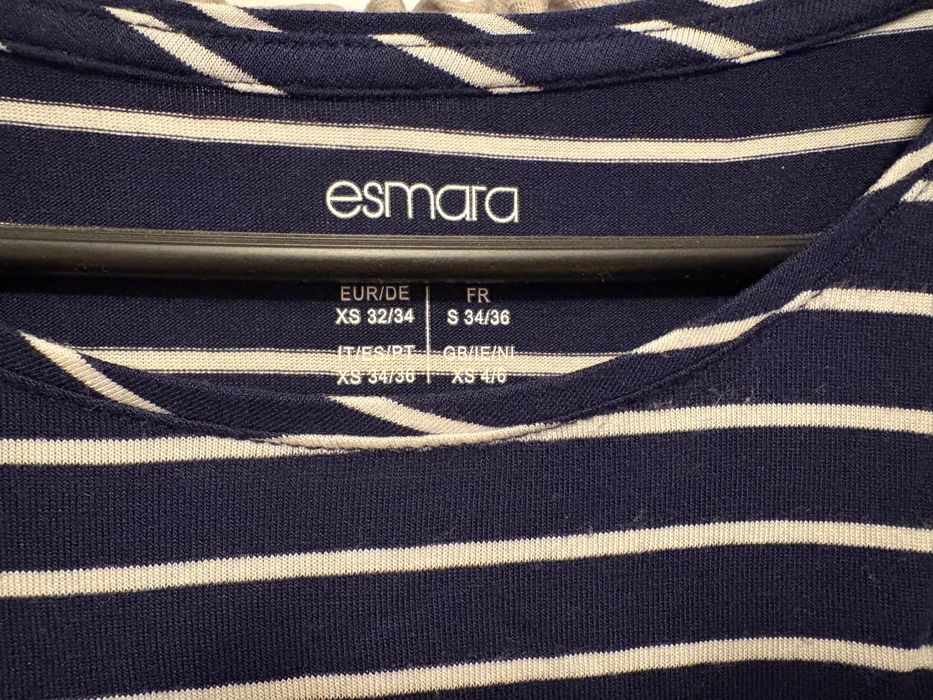 esmara
EUR/DE
XS 32/34
FR
S 34/36
IT/ES/PT
XS 34/36
GB/IE/NI
XS 4/6